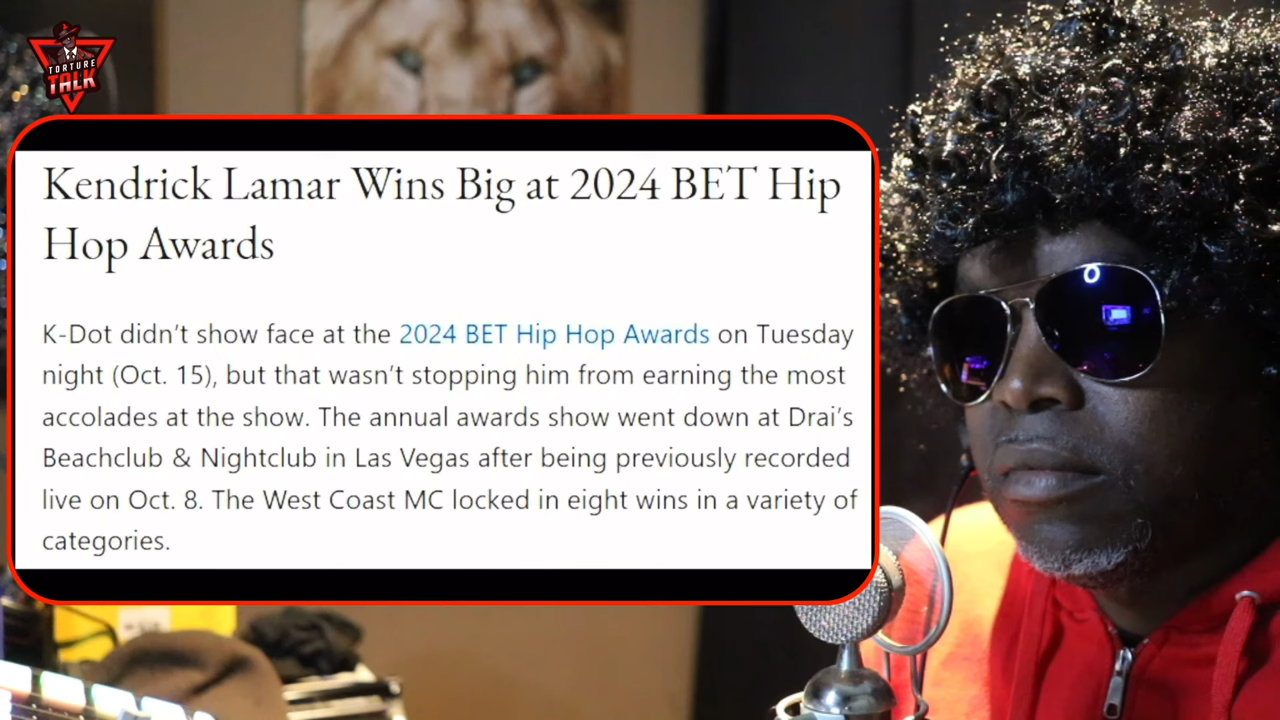 TORTURE
TALK
Kendrick Lamar Wins Big at 2024 BET Hip
Hop Awards
K-Dot didn’t show face at the 2024 BET Hip Hop Awards on Tuesday
night (Oct. 15), but that wasn’t stopping him from earning the most
accolades at the show. The annual awards show went down at Drai’s
Beachclub & Nightclub in Las Vegas after being previously recorded
live on Oct. 8. The West Coast MC locked in eight wins in a variety of
categories.